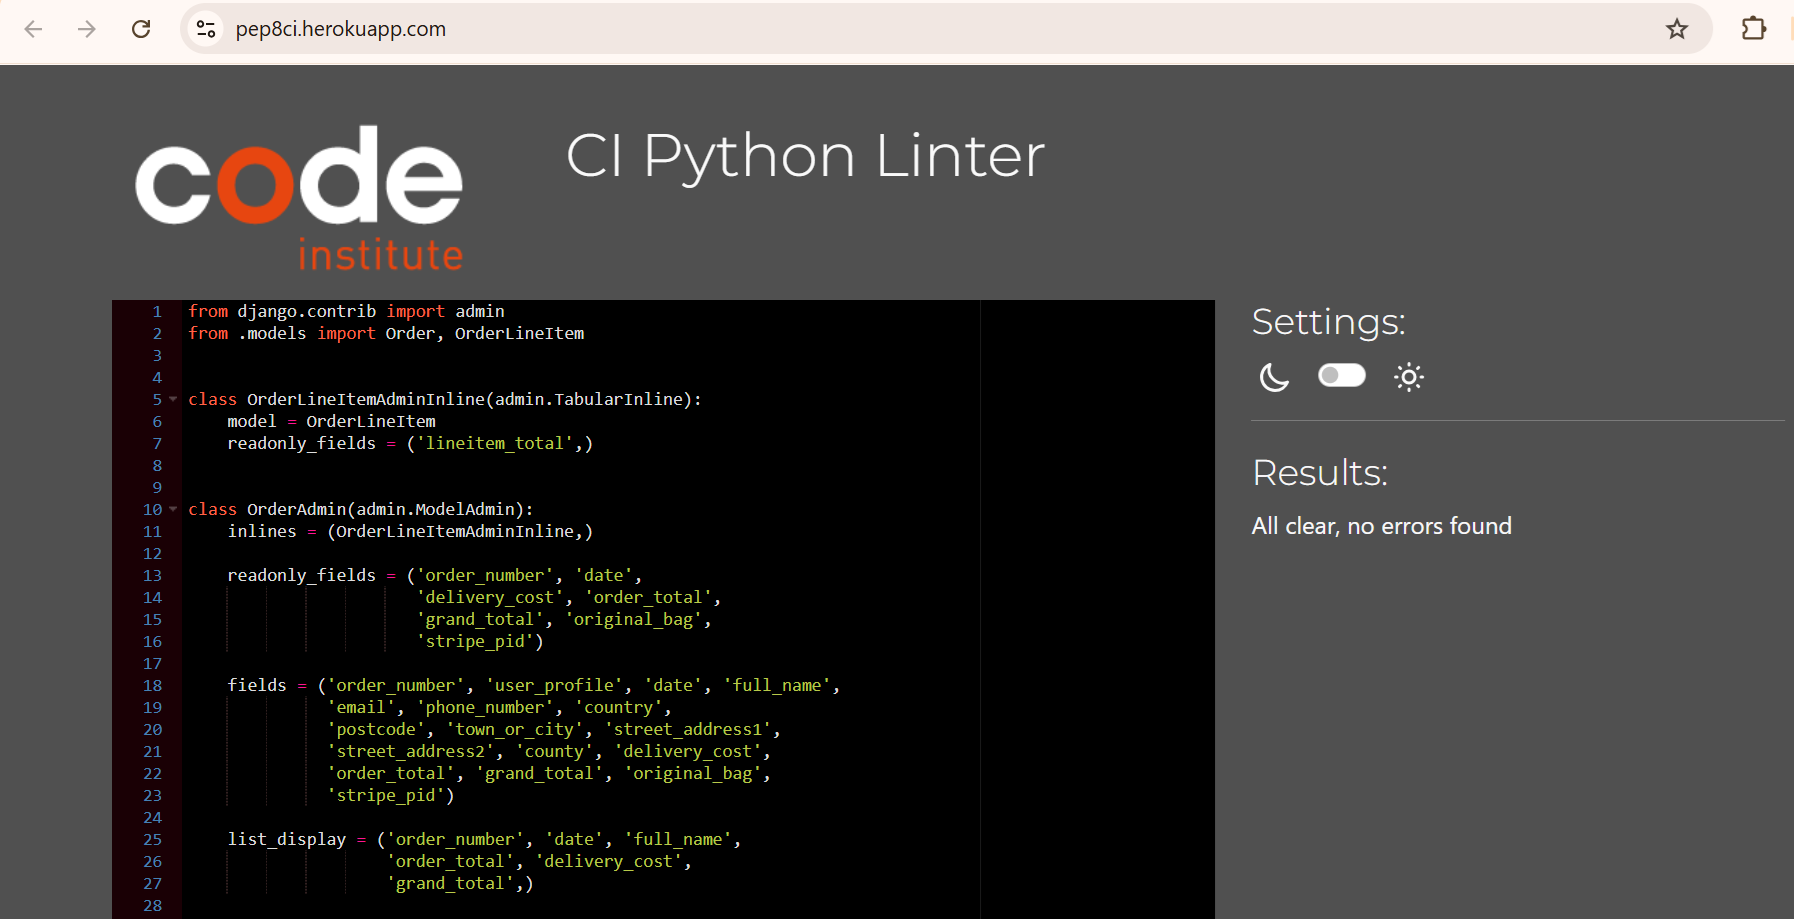 pep8ci.herokuapp.com
code
institute
CI Python Linter
1 from django.contrib import admin
2 from .models import Order, OrderLineItem
3
4
5 class OrderLineItemAdminInline(admin.TabularInline):
6     model = OrderLineItem
7     readonly_fields = ('lineitem_total',)
8
9
10 class OrderAdmin(admin.ModelAdmin):
11     inlines = (OrderLineItemAdminInline,)
12
13     readonly_fields = ('order_number', 'date',
14                        'delivery_cost', 'order_total',
15                        'grand_total', 'original_bag',
16                        'stripe_pid')
17
18     fields = ('order_number', 'user_profile', 'date', 'full_name',
19               'email', 'phone_number', 'country',
20               'postcode', 'town_or_city', 'street_address1',
21               'street_address2', 'county', 'delivery_cost',
22               'order_total', 'grand_total', 'original_bag',
23               'stripe_pid')
24
25     list_display = ('order_number', 'date', 'full_name',
26                     'order_total', 'delivery_cost',
27                     'grand_total',)
28
Settings:
Results:
All clear, no errors found